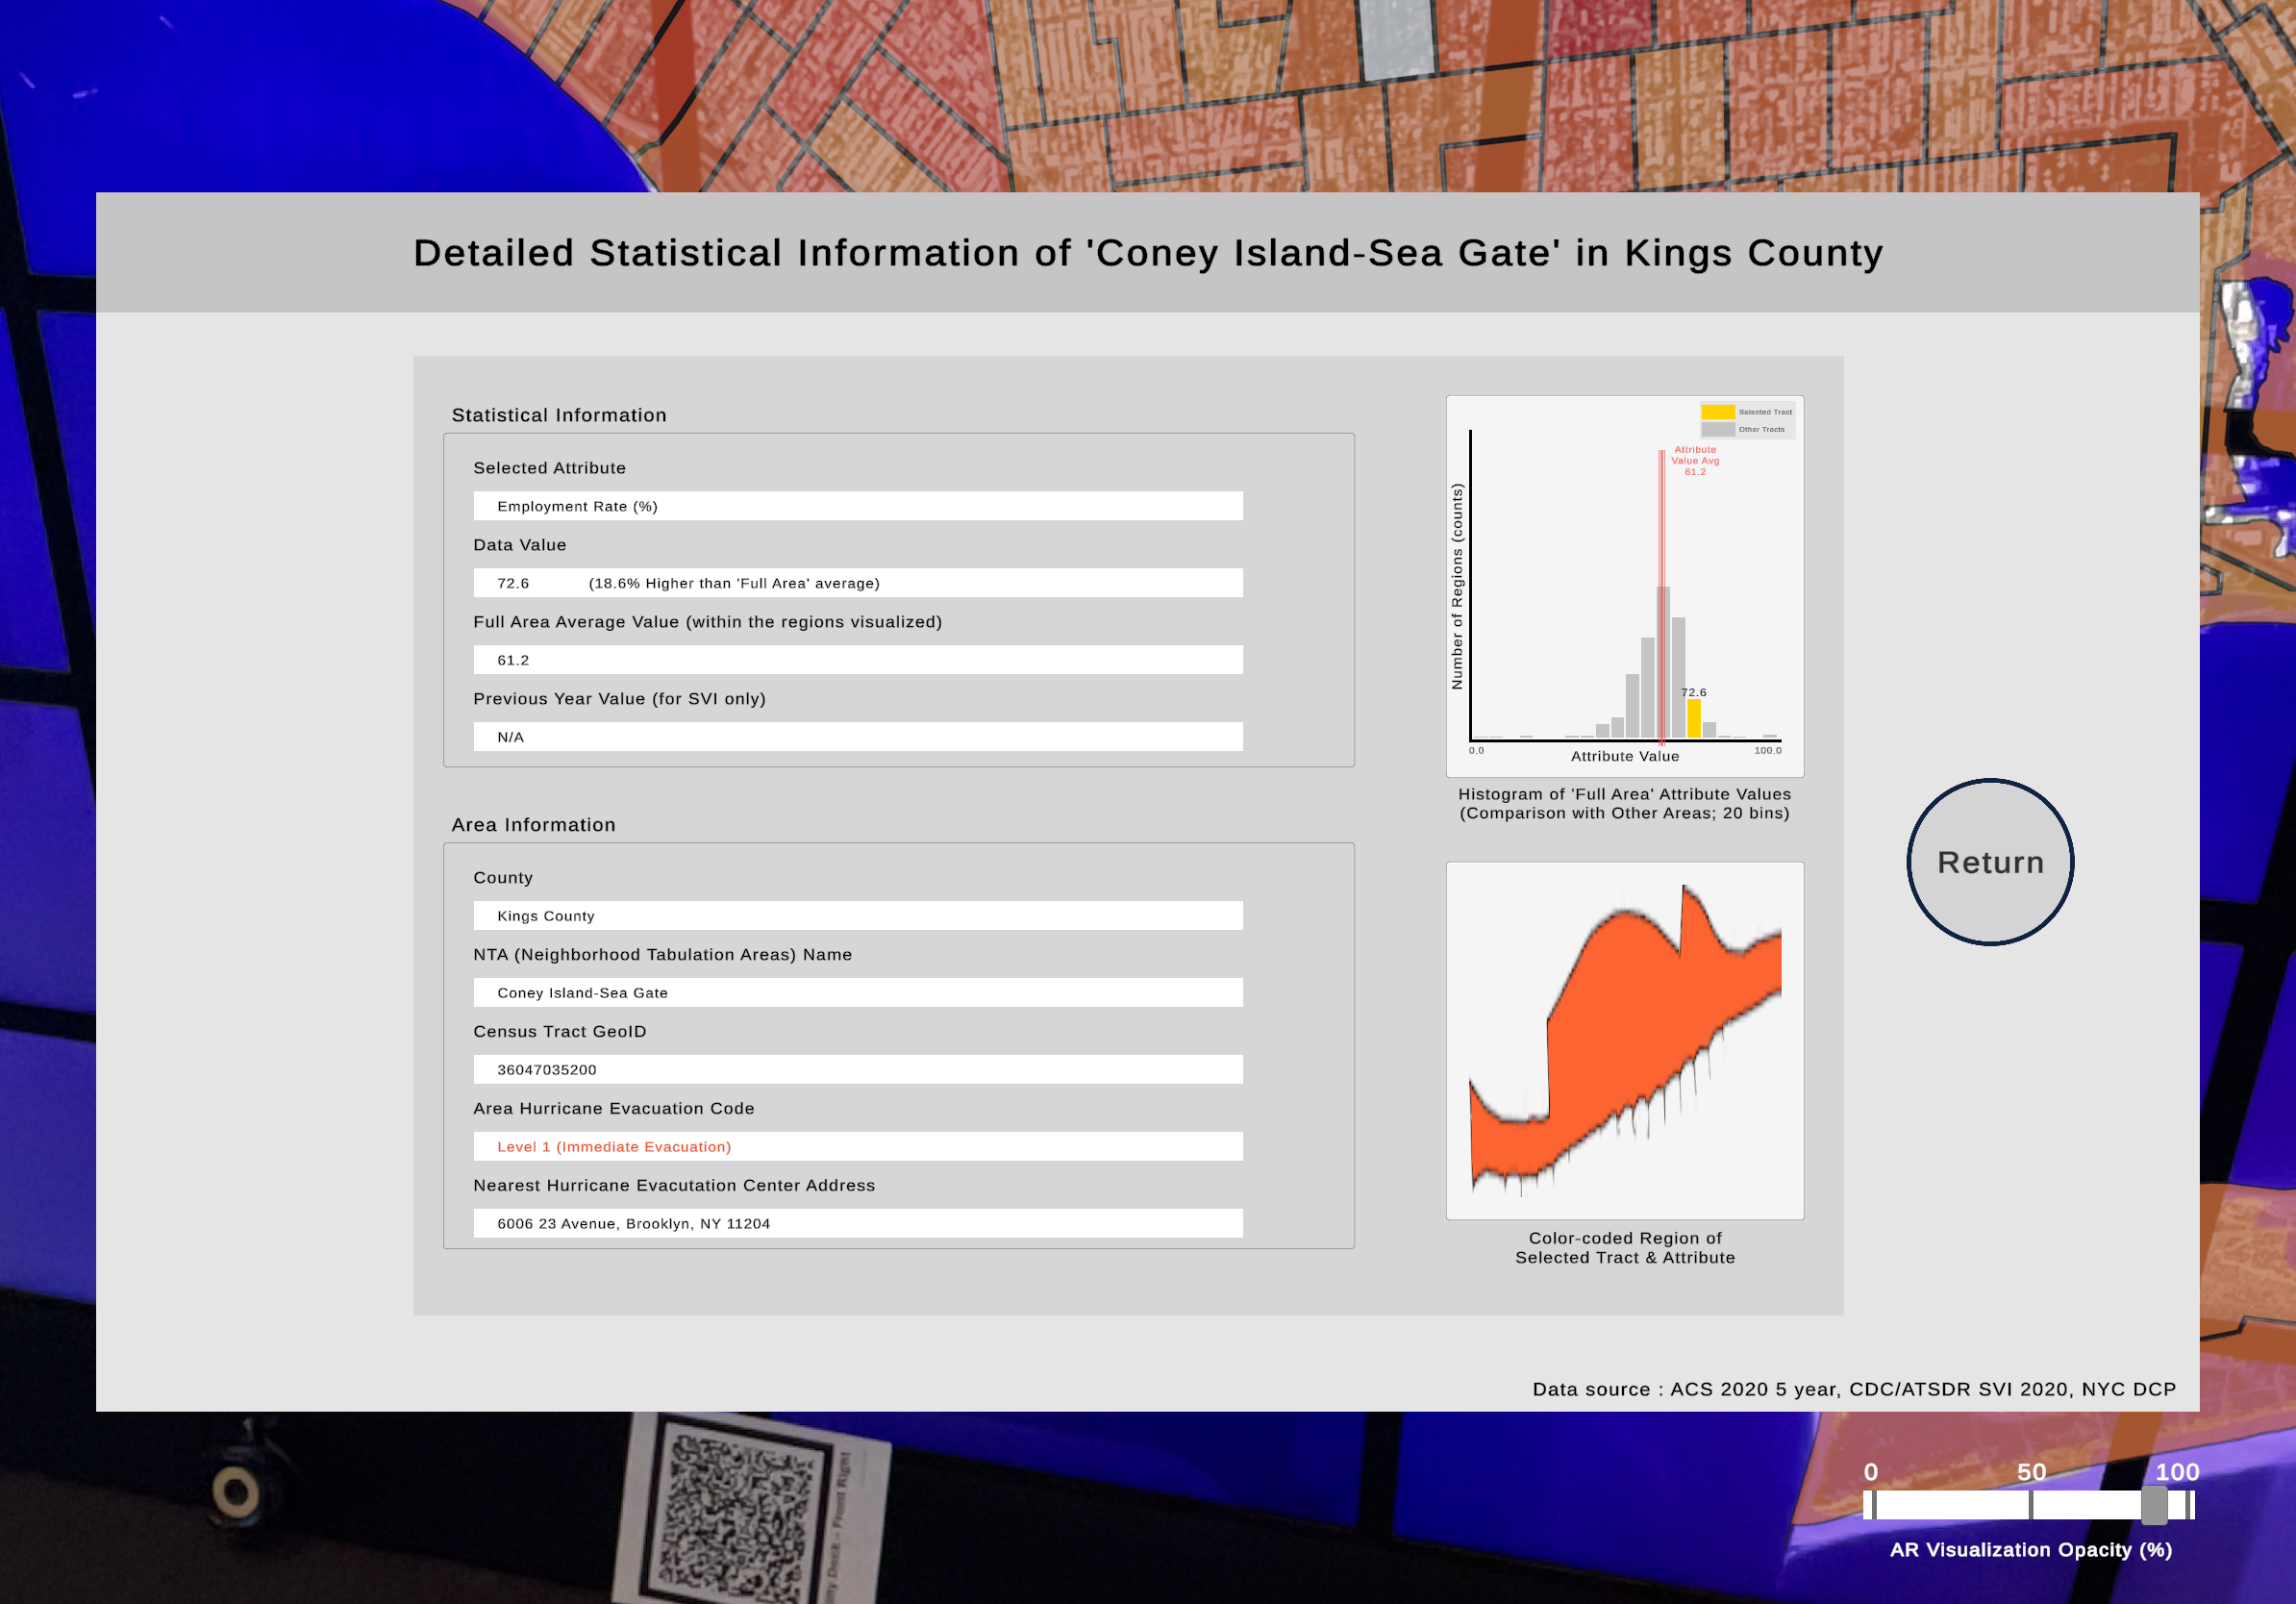 Detailed Statistical Information of 'Coney Island-Sea Gate' in Kings County
Statistical Information
Selected Attribute
Employment Rate (%)
Data Value
72.6 (18.6% Higher than 'Full Area' average)
Full Area Average Value (within the regions visualized)
61.2
Previous Year Value (for SVI only)
N/A
Area Information
County
Kings County
NTA (Neighborhood Tabulation Areas) Name
Coney Island-Sea Gate
Census Tract GeoID
36047035200
Area Hurricane Evacuation Code
Level 1 (Immediate Evacuation)
Nearest Hurricane Evacutation Center Address
6006 23 Avenue, Brooklyn, NY 11204
Selected Tract
Other Tracts
Attribute
Value Avg
61.2
Number of Regions (counts)
72.6
0.0
100.0
Attribute Value
Histogram of 'Full Area' Attribute Values
(Comparison with Other Areas; 20 bins)
Color-coded Region of
Selected Tract & Attribute
Return
Data source : ACS 2020 5 year, CDC/ATSDR SVI 2020, NYC DCP
0 50 100
AR Visualization Opacity (%)
Desk - Front Right